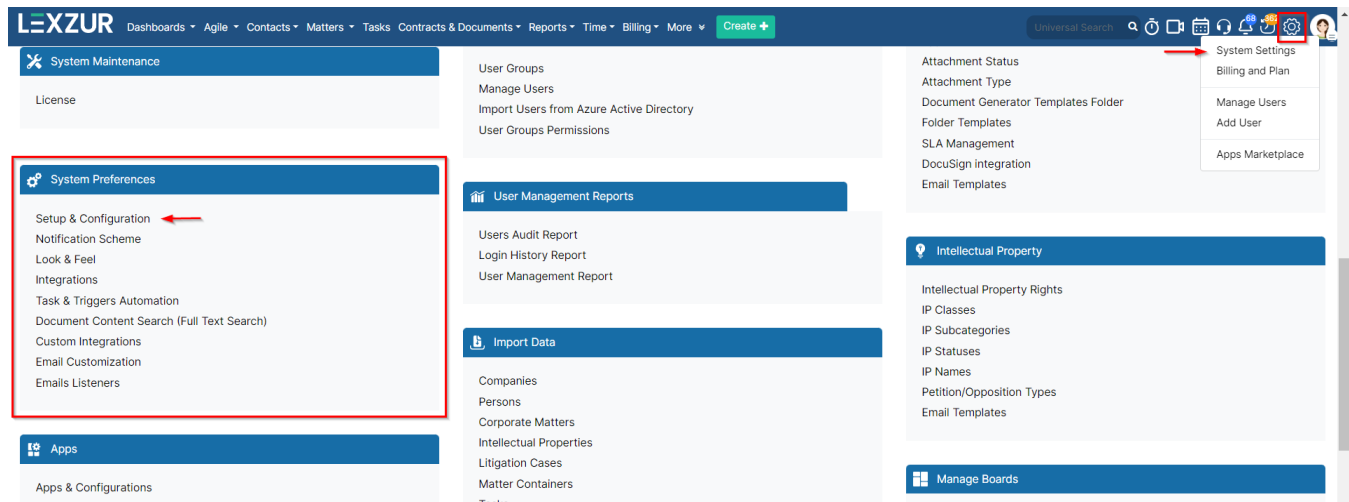 LEXZUR
Dashboards Agile Contacts Matters Tasks Contracts & Documents Reports Time Billing More
Create +
Universal Search
68
System Settings
Billing and Plan
Manage Users
Add User
Apps Marketplace
System Maintenance
License
System Preferences
Setup & Configuration
Notification Scheme
Look & Feel
Integrations
Task & Triggers Automation
Document Content Search (Full Text Search)
Custom Integrations
Email Customization
Emails Listeners
Apps
Apps & Configurations
User Groups
Manage Users
Import Users from Azure Active Directory
User Groups Permissions
User Management Reports
Users Audit Report
Login History Report
User Management Report
Import Data
Companies
Persons
Corporate Matters
Intellectual Properties
Litigation Cases
Matter Containers
Attachment Status
Attachment Type
Document Generator Templates Folder
Folder Templates
SLA Management
DocuSign integration
Email Templates
Intellectual Property
Intellectual Property Rights
IP Classes
IP Subcategories
IP Statuses
IP Names
Petition/Opposition Types
Email Templates
Manage Boards